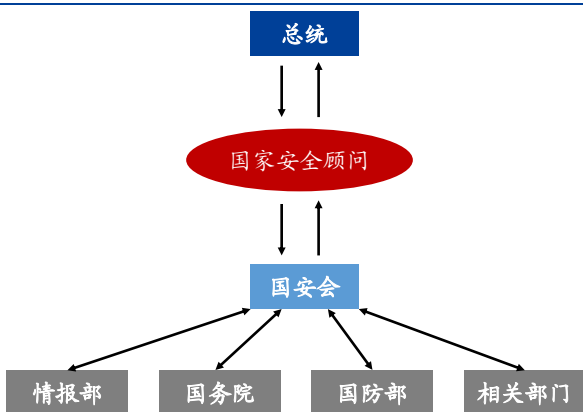 总统
国家安全顾问
国安会
情报部
国务院
国防部
相关部门